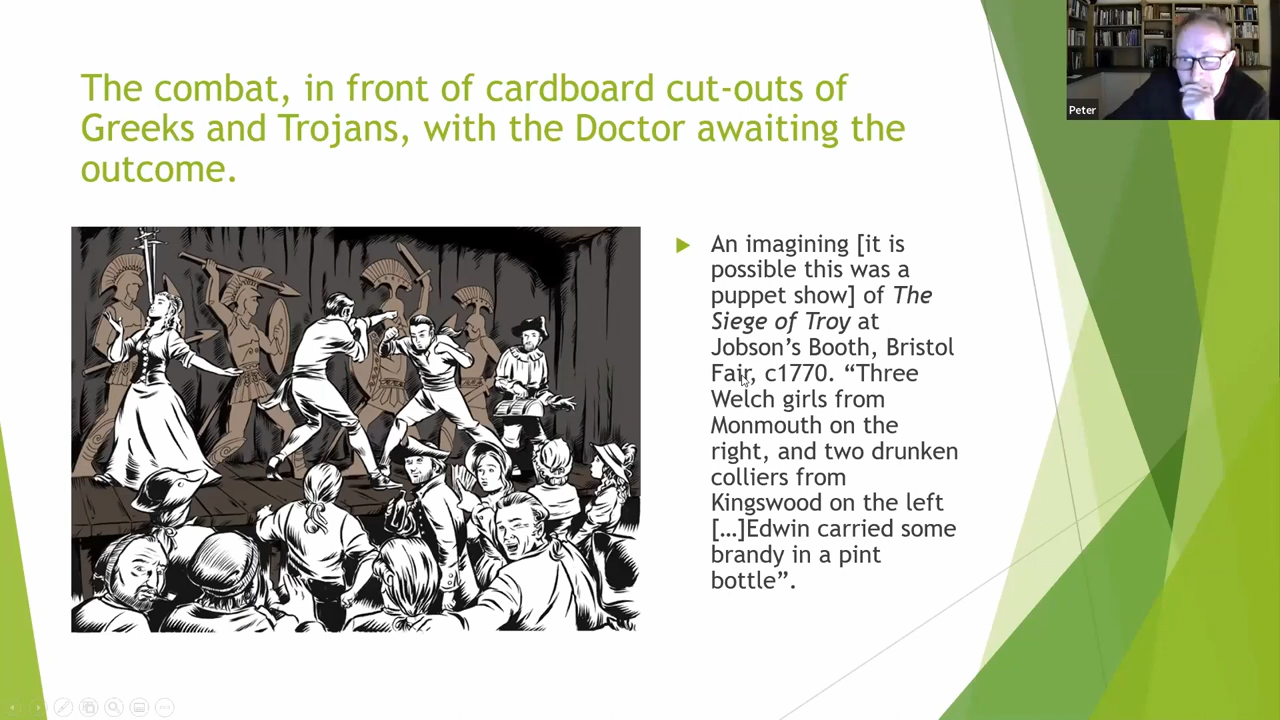 The combat, in front of cardboard cut-outs of
Greeks and Trojans, with the Doctor awaiting the
outcome.
An imagining [it is
possible this was a
puppet show] of The
Siege of Troy at
Jobson’s Booth, Bristol
Fair, c1770. “Three
Welch girls from
Monmouth on the
right, and two drunken
colliers from
Kingswood on the left
[…]Edwin carried some
brandy in a pint
bottle”.
Peter